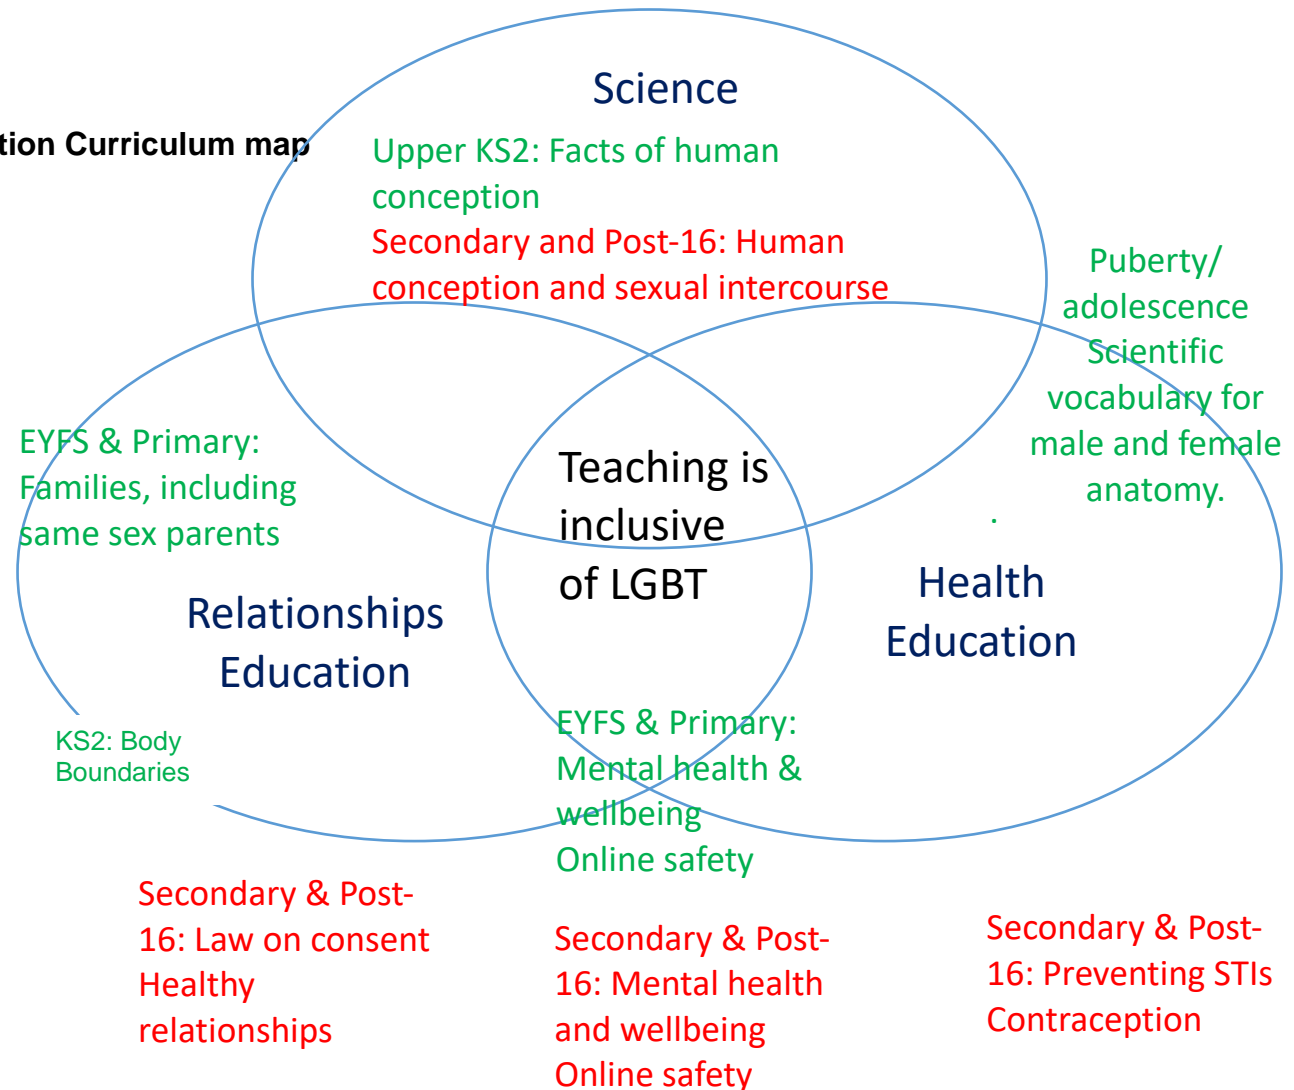 Science
tion Curriculum map
Upper KS2: Facts of human
conception
Secondary and Post-16: Human
conception and sexual intercourse
Puberty/
adolescence
Scientific
vocabulary for
male and female
anatomy.
.
EYFS & Primary:
Families, including
same sex parents
Teaching is
inclusive
of LGBT
Relationships
Education
Health
Education
KS2: Body
Boundaries
EYFS & Primary:
Mental health &
wellbeing
Online safety
Secondary & Post-
16: Law on consent
Healthy
relationships
Secondary & Post-
16: Mental health
and wellbeing
Online safety
Secondary & Post-
16: Preventing STIs
Contraception